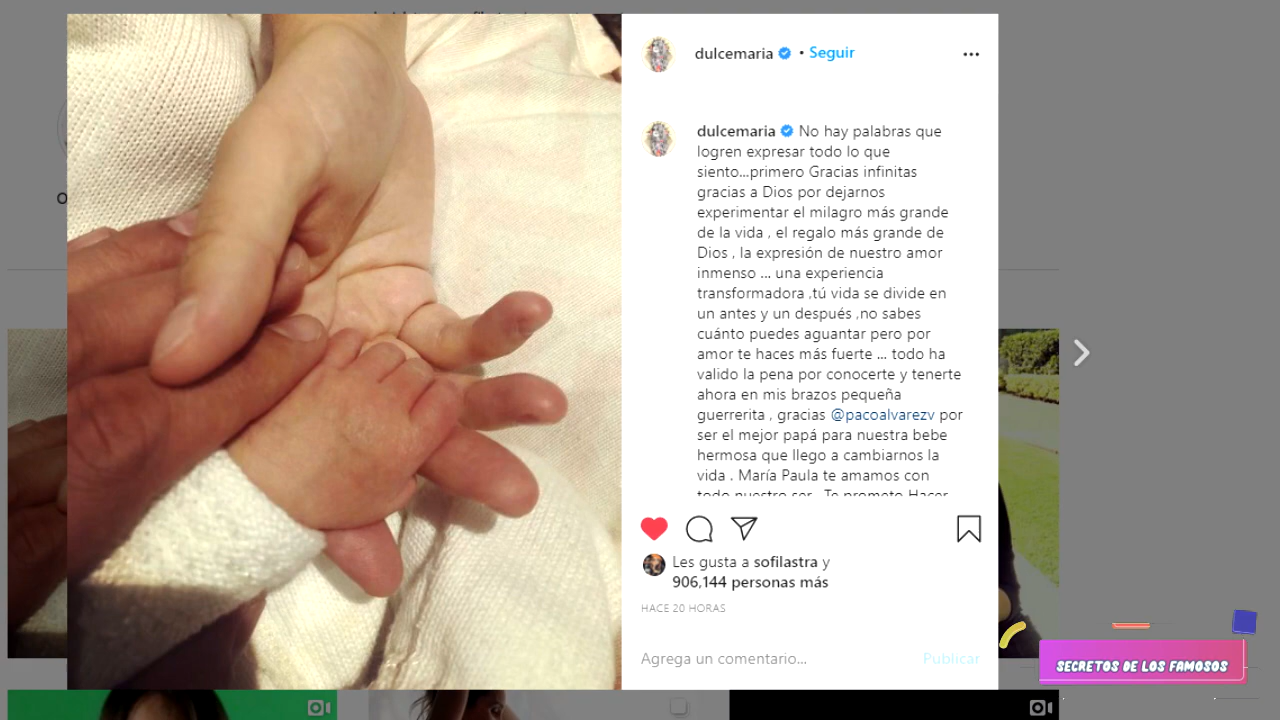 dulcemaria • Seguir
dulcemaria No hay palabras que
logren expresar todo lo que
siento...primero Gracias infinitas
gracias a Dios por dejarnos
experimentar el milagro más grande
de la vida , el regalo más grande de
Dios , la expresión de nuestro amor
inmenso ... una experiencia
transformadora ,tú vida se divide en
un antes y un después ,no sabes
cuánto puedes aguantar pero por
amor te haces más fuerte ... todo ha
valido la pena por conocerte y tenerte
ahora en mis brazos pequeña
guerrerita , gracias @pacoalvarezv por
ser el mejor papá para nuestra bebe
hermosa que llego a cambiarnos la
vida . María Paula te amamos con
todo nuestro ser . Te prometo Hacer
Les gusta a sofilastra y
906,144 personas más
HACE 20 HORAS
Agrega un comentario...
Publicar
SECRETOS DE LOS FAMOSOS